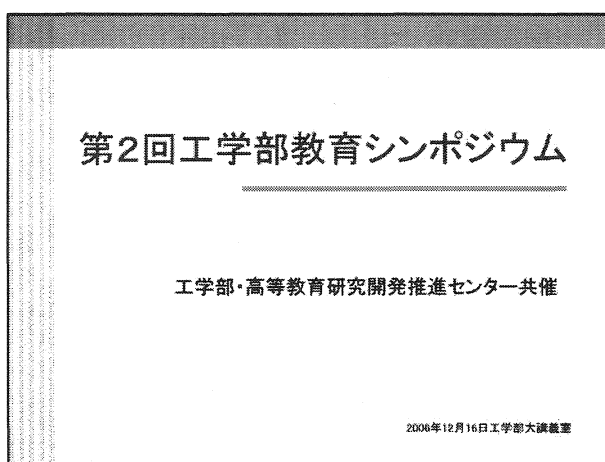 第2回工学部教育シンポジウム
工学部・高等教育研究開発推進センター共催
2006年12月16日工学部大講義室